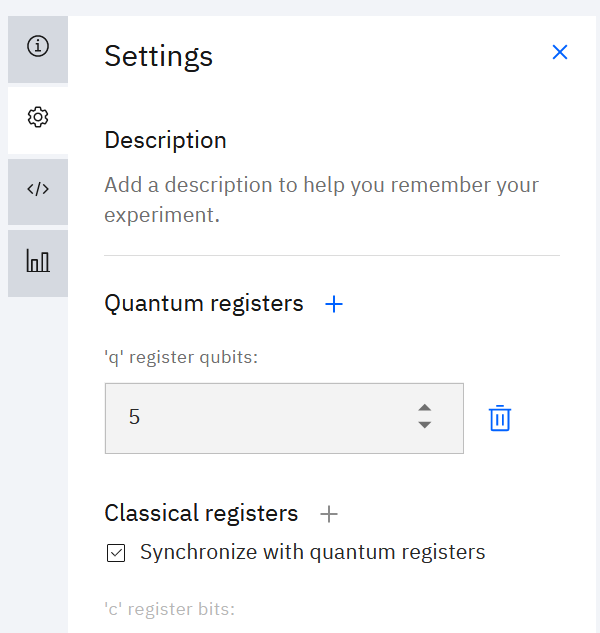 Settings
Description
Add a description to help you remember your
experiment.
Quantum registers
'q' register qubits:
5
Classical registers
Synchronize with quantum registers
'c' register bits: